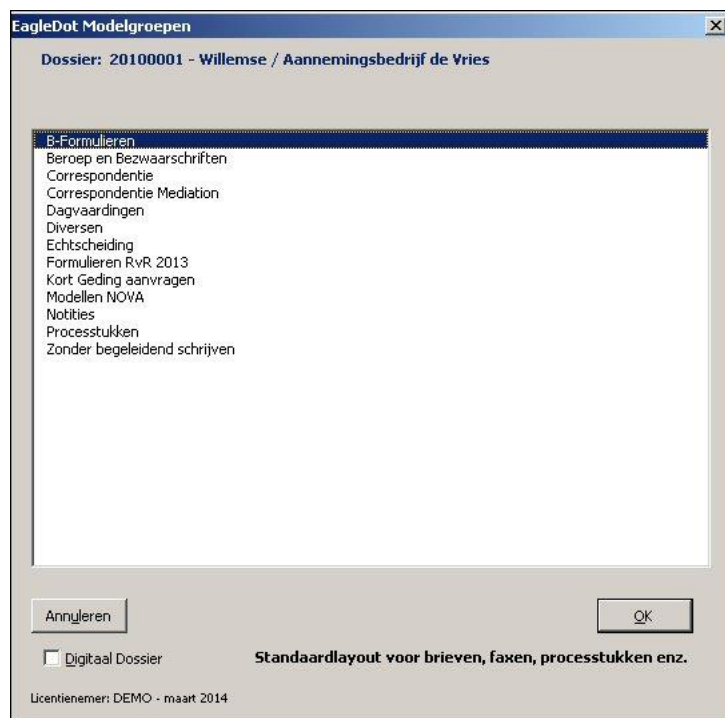 EagleDot Modelgroepen
Dossier: 20100001 - Willemse / Aannemingsbedrijf de Vries
B-Formulieren
Beroep en Bezwaarschriften
Correspondentie
Correspondentie Mediation
Dagvaardingen
Diversen
Echtscheiding
Formulieren RvR 2013
Kort Geding aanvragen
Modellen NOVA
Notities
Processtukken
Zonder begeleidend schrijven
Annuleren
OK
Digitaal Dossier
Standaardlayout voor brieven, faxen, processtukken enz.
Licentienemer: DEMO - maart 2014